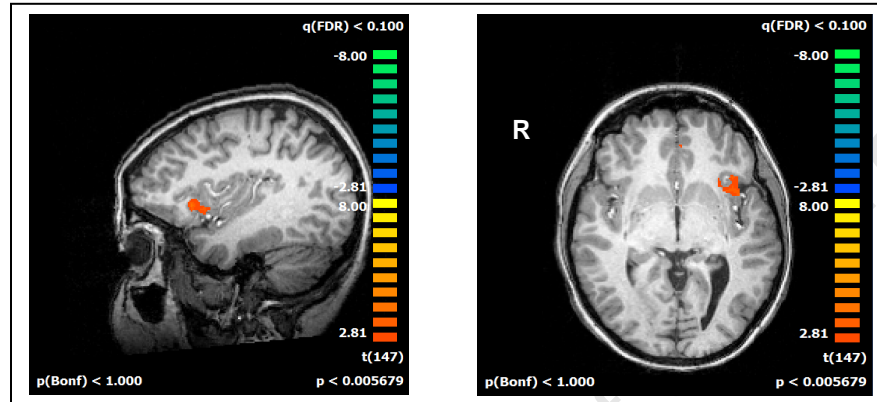 q(FDR) < 0.100
-8.00
-2.81
8.00
2.81
t(147)
p(Bonf) < 1.000
p < 0.005679
q(FDR) < 0.100
-8.00
R
-2.81
8.00
2.81
t(147)
p(Bonf) < 1.000
p < 0.005679